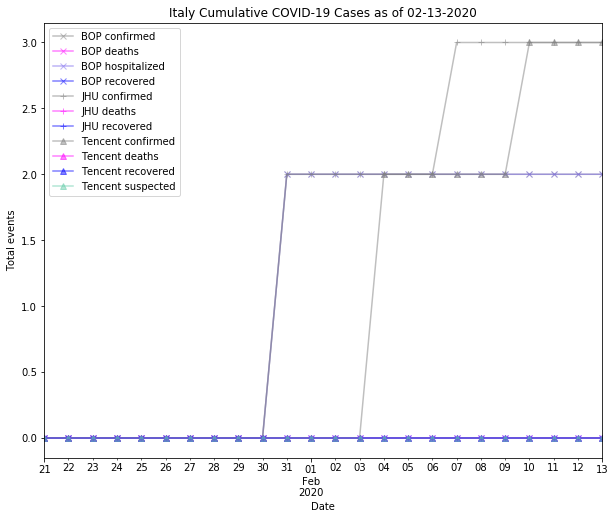 Italy Cumulative COVID-19 Cases as of 02-13-2020
BOP confirmed
BOP deaths
BOP hospitalized
BOP recovered
JHU confirmed
JHU deaths
JHU recovered
Tencent confirmed
Tencent deaths
Tencent recovered
Tencent suspected
Total events
3.0
2.5
2.0
1.5
1.0
0.5
0.0
21 22 23 24 25 26 27 28 29 30 31 01 02 03 04 05 06 07 08 09 10 11 12 13
Feb
2020
Date